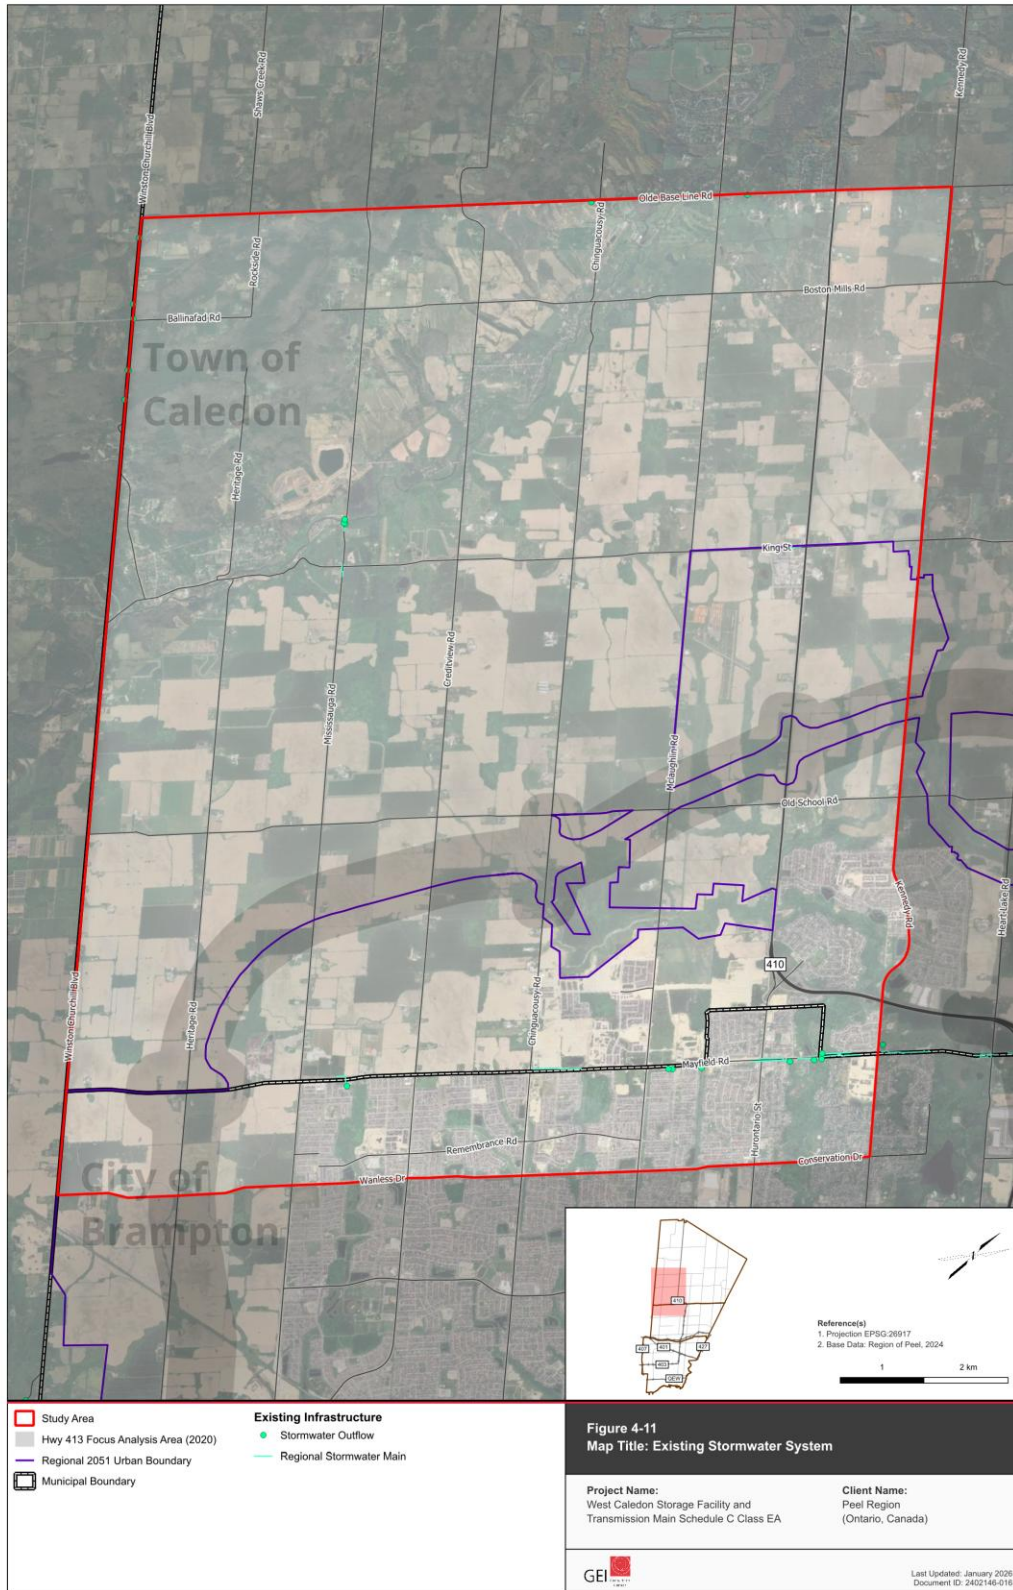 Shaws Creek Rd
Kennedy Rd
Winston Churchill Blvd
Olde Base Line Rd
Chinguacousy Rd
Rockside Rd
Boston Mills Rd
Ballinafad Rd
Town of
Caledon
Heritage Rd
King St
Creditview Rd
Mississauga Rd
Mclaughlin Rd
Old School Rd
Kennedy Rd
Heart Lake Rd
410
Winston Churchill Blvd
Heritage Rd
Chinguacousy Rd
Mayfield Rd
Hurontario St
Remembrance Rd
Conservation Dr
Wanless Dr
City of
Brampton
410
407
401
427
403
QEW
Reference(s)
1. Projection EPSG:26917
2. Base Data: Region of Peel, 2024
1 2 km
Study Area
Hwy 413 Focus Analysis Area (2020)
Regional 2051 Urban Boundary
Municipal Boundary
Existing Infrastructure
Stormwater Outflow
Regional Stormwater Main
Figure 4-11
Map Title: Existing Stormwater System
Project Name:
West Caledon Storage Facility and
Transmission Main Schedule C Class EA
Client Name:
Peel Region
(Ontario, Canada)
GEI
Last Updated: January 2026
Document ID: 2402146-016